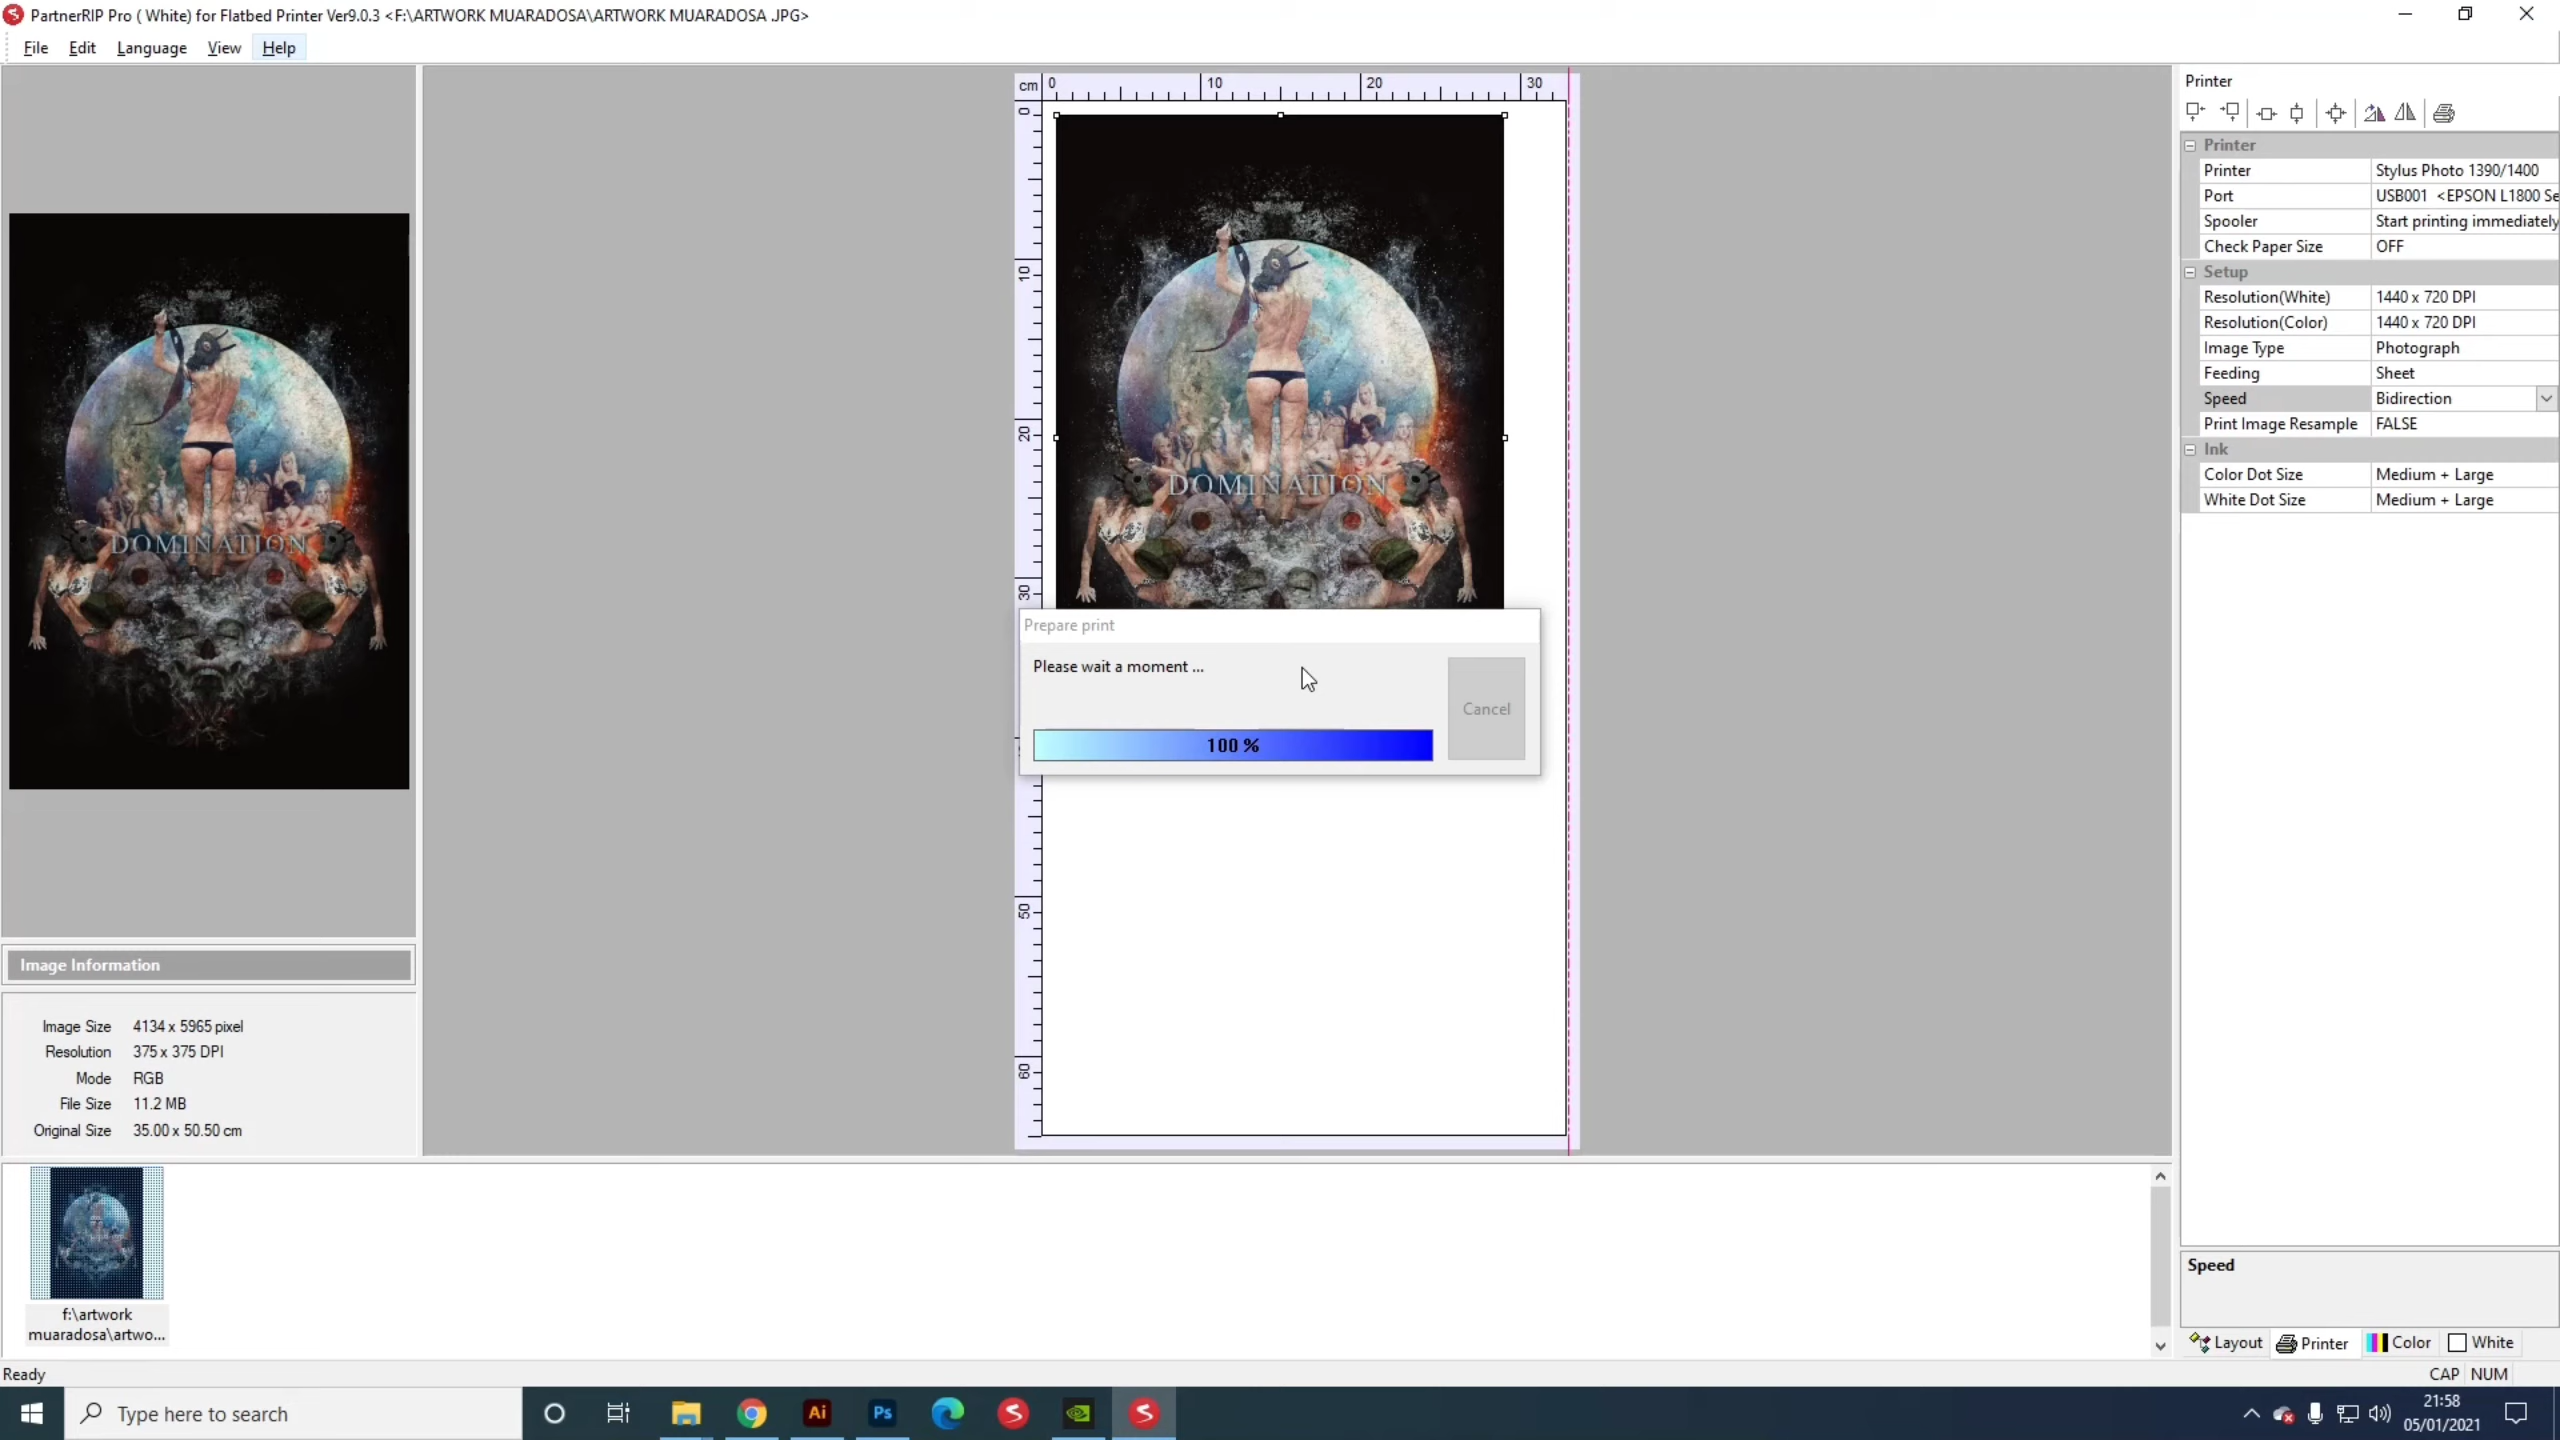 PartnerRIP Pro ( White) for Flatbed Printer Ver9.0.3 <F:\ARTWORK MUARADOSA\ARTWORK MUARADOSA .JPG>
File Edit Language View Help
cm 0 10 20 30
0
10
20
30
50
60
DOMINATION
DOMINATION
Prepare print
Please wait a moment ...
Cancel
100 %
Image Information
Image Size 4134 x 5965 pixel
Resolution 375 x 375 DPI
Mode RGB
File Size 11.2 MB
Original Size 35.00 x 50.50 cm
f:\artwork
muaradosa\artwo...
Printer
Printer
Printer Stylus Photo 1390/1400
Port USB001 <EPSON L1800 Se
Spooler Start printing immediately
Check Paper Size OFF
Setup
Resolution(White) 1440 x 720 DPI
Resolution(Color) 1440 x 720 DPI
Image Type Photograph
Feeding Sheet
Speed Bidirection
Print Image Resample FALSE
Ink
Color Dot Size Medium + Large
White Dot Size Medium + Large
Speed
Layout Printer Color White
Ready
CAP NUM
Type here to search
Ai
Ps
21:58
05/01/2021